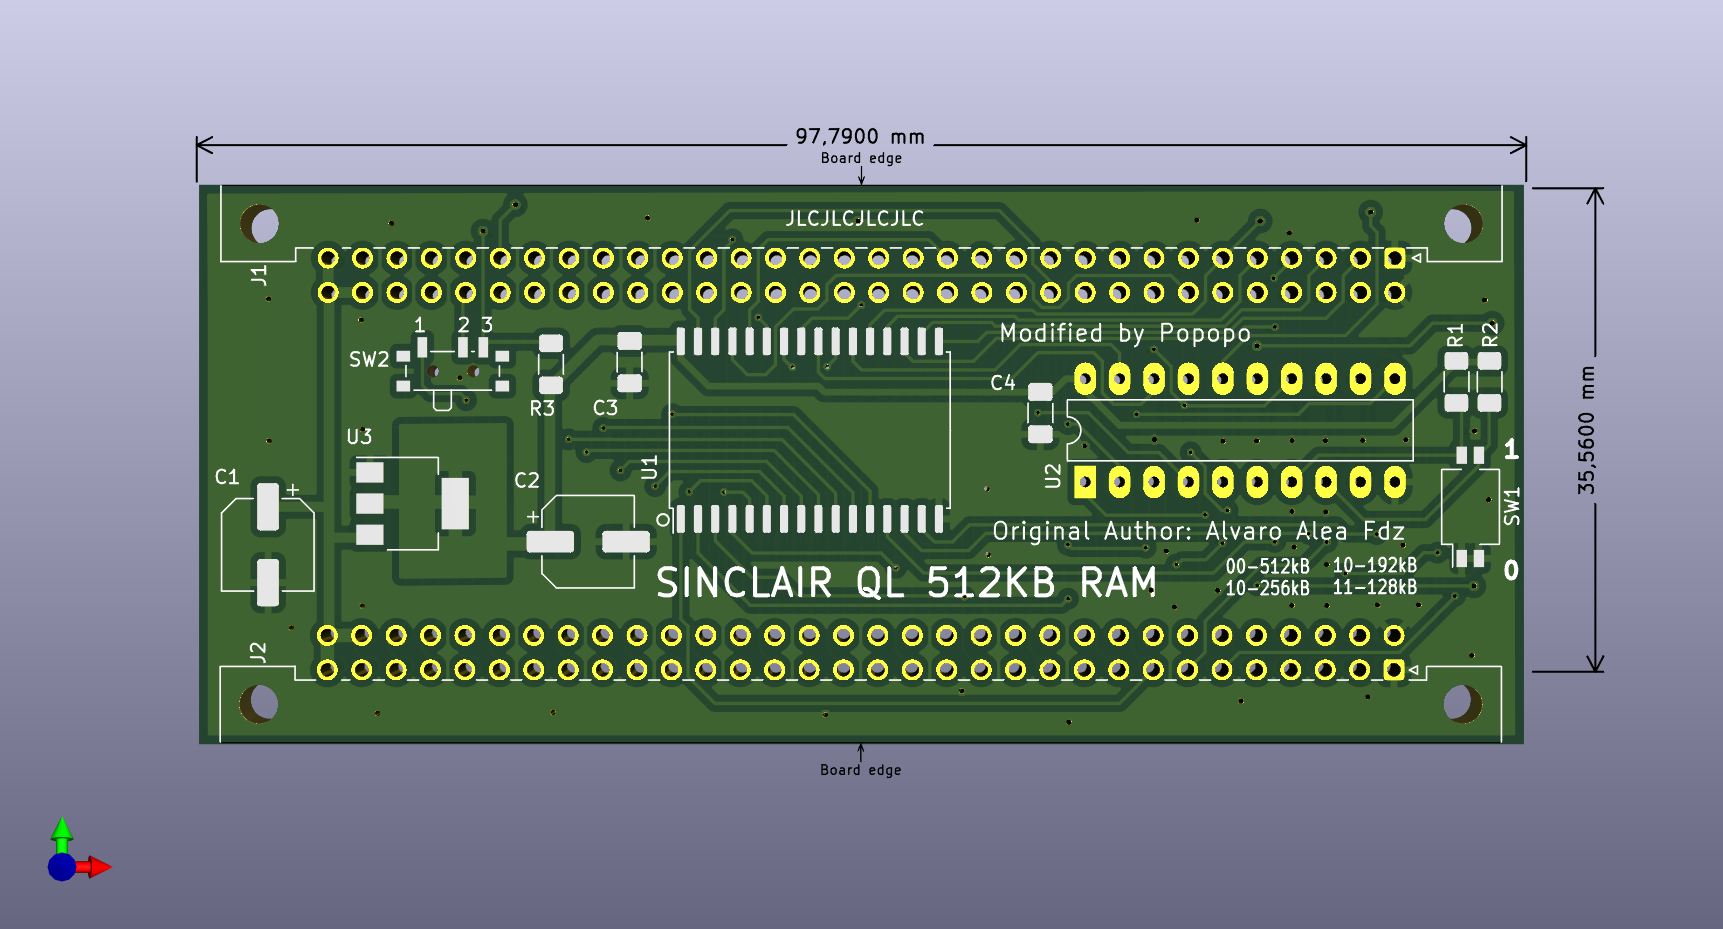 97,7900 mm
Board edge
JLCJLCJLCJLC
J1
1 2 3
SW2
R3
C3
Modified by Popopo
C4
R1
R2
35,5600 mm
U3
C1
+
C2
+
U1
U2
1
SW1
0
Original Author: Alvaro Alea Fdz
SINCLAIR QL 512KB RAM
00-512kB 10-192kB
10-256kB 11-128kB
J2
Board edge